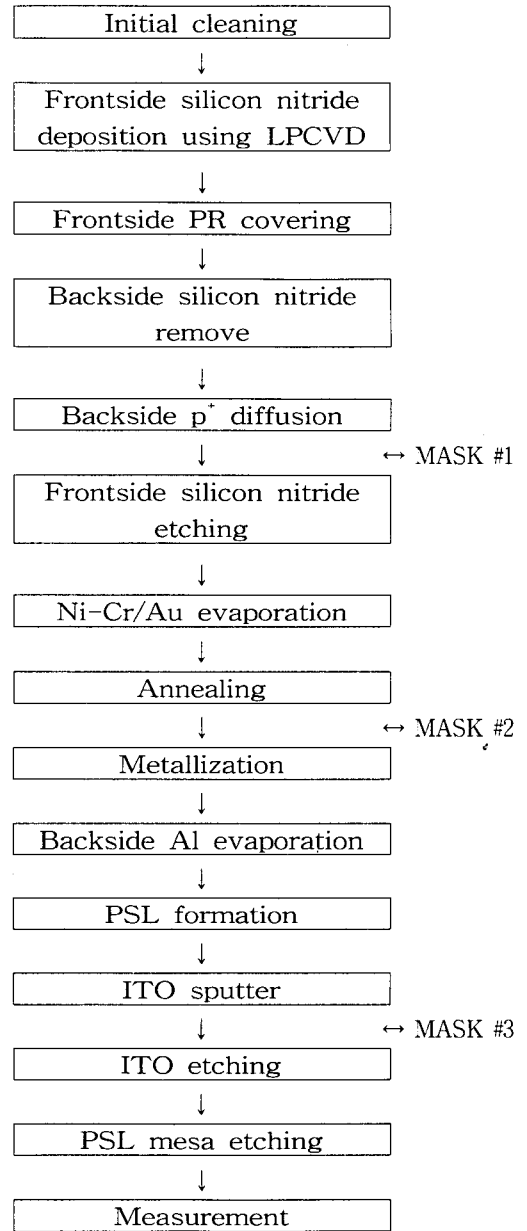 Initial cleaning
↓
Frontside silicon nitride
deposition using LPCVD
↓
Frontside PR covering
↓
Backside silicon nitride
remove
↓
Backside p⁺ diffusion
↓ ↔ MASK #1
Frontside silicon nitride
etching
↓
Ni-Cr/Au evaporation
↓
Annealing
↓ ↔ MASK #2
Metallization
↓
Backside Al evaporation
↓
PSL formation
↓
ITO sputter
↓ ↔ MASK #3
ITO etching
↓
PSL mesa etching
↓
Measurement